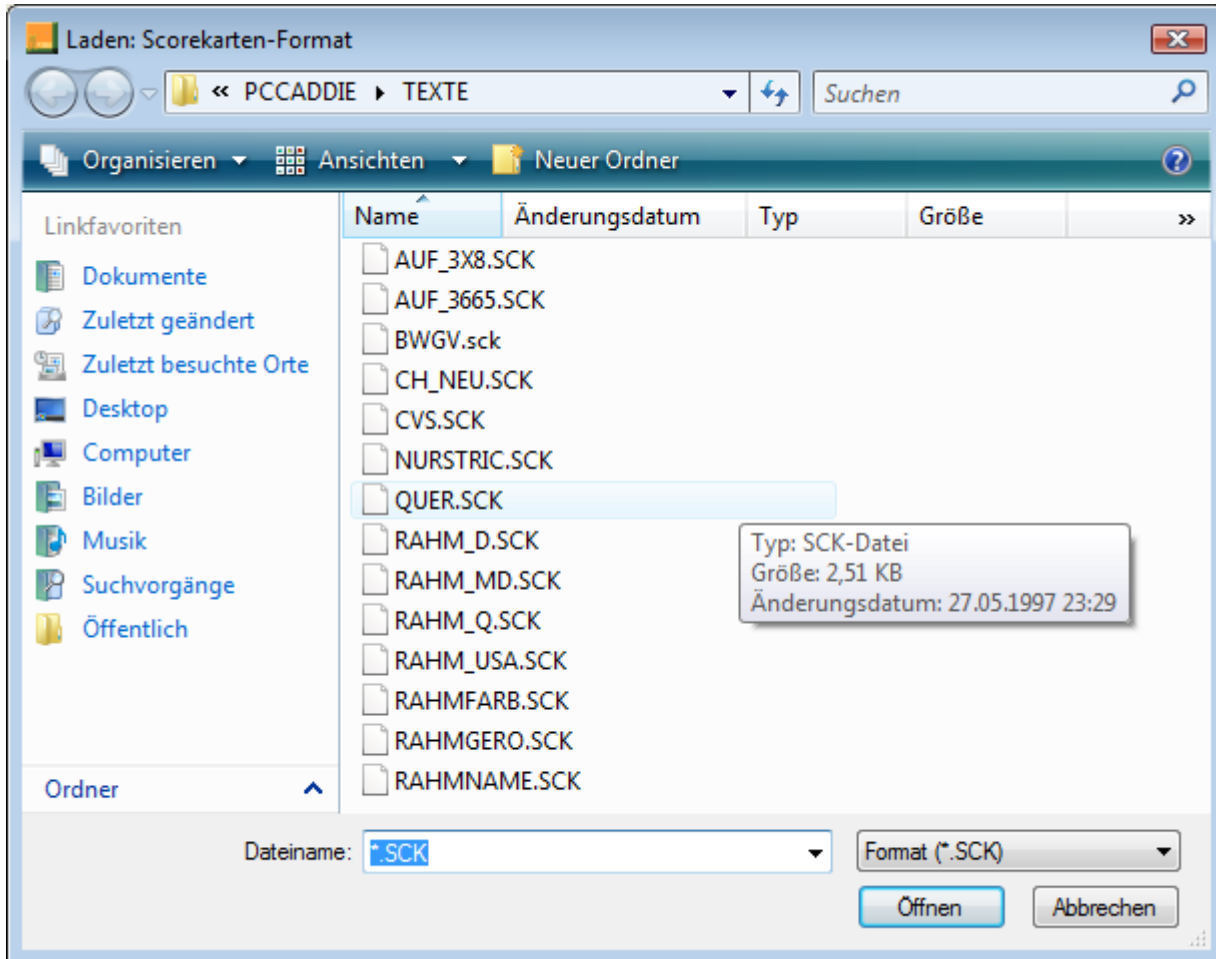 Laden: Scorekarten-Format
« PCCADDIE ▸ TEXTE
Suchen
Organisieren
Ansichten
Neuer Ordner
Linkfavoriten
Dokumente
Zuletzt geändert
Zuletzt besuchte Orte
Desktop
Computer
Bilder
Musik
Suchvorgänge
Öffentlich
Ordner
Name Änderungsdatum Typ Größe »
AUF_3X8.SCK
AUF_3665.SCK
BWGV.sck
CH_NEU.SCK
CVS.SCK
NURSTRIC.SCK
QUER.SCK
RAHM_D.SCK
RAHM_MD.SCK
RAHM_Q.SCK
RAHM_USA.SCK
RAHMFARB.SCK
RAHMGERO.SCK
RAHMNAME.SCK
Typ: SCK-Datei
Größe: 2,51 KB
Änderungsdatum: 27.05.1997 23:29
Dateiname: *.SCK
Format (*.SCK)
Öffnen
Abbrechen